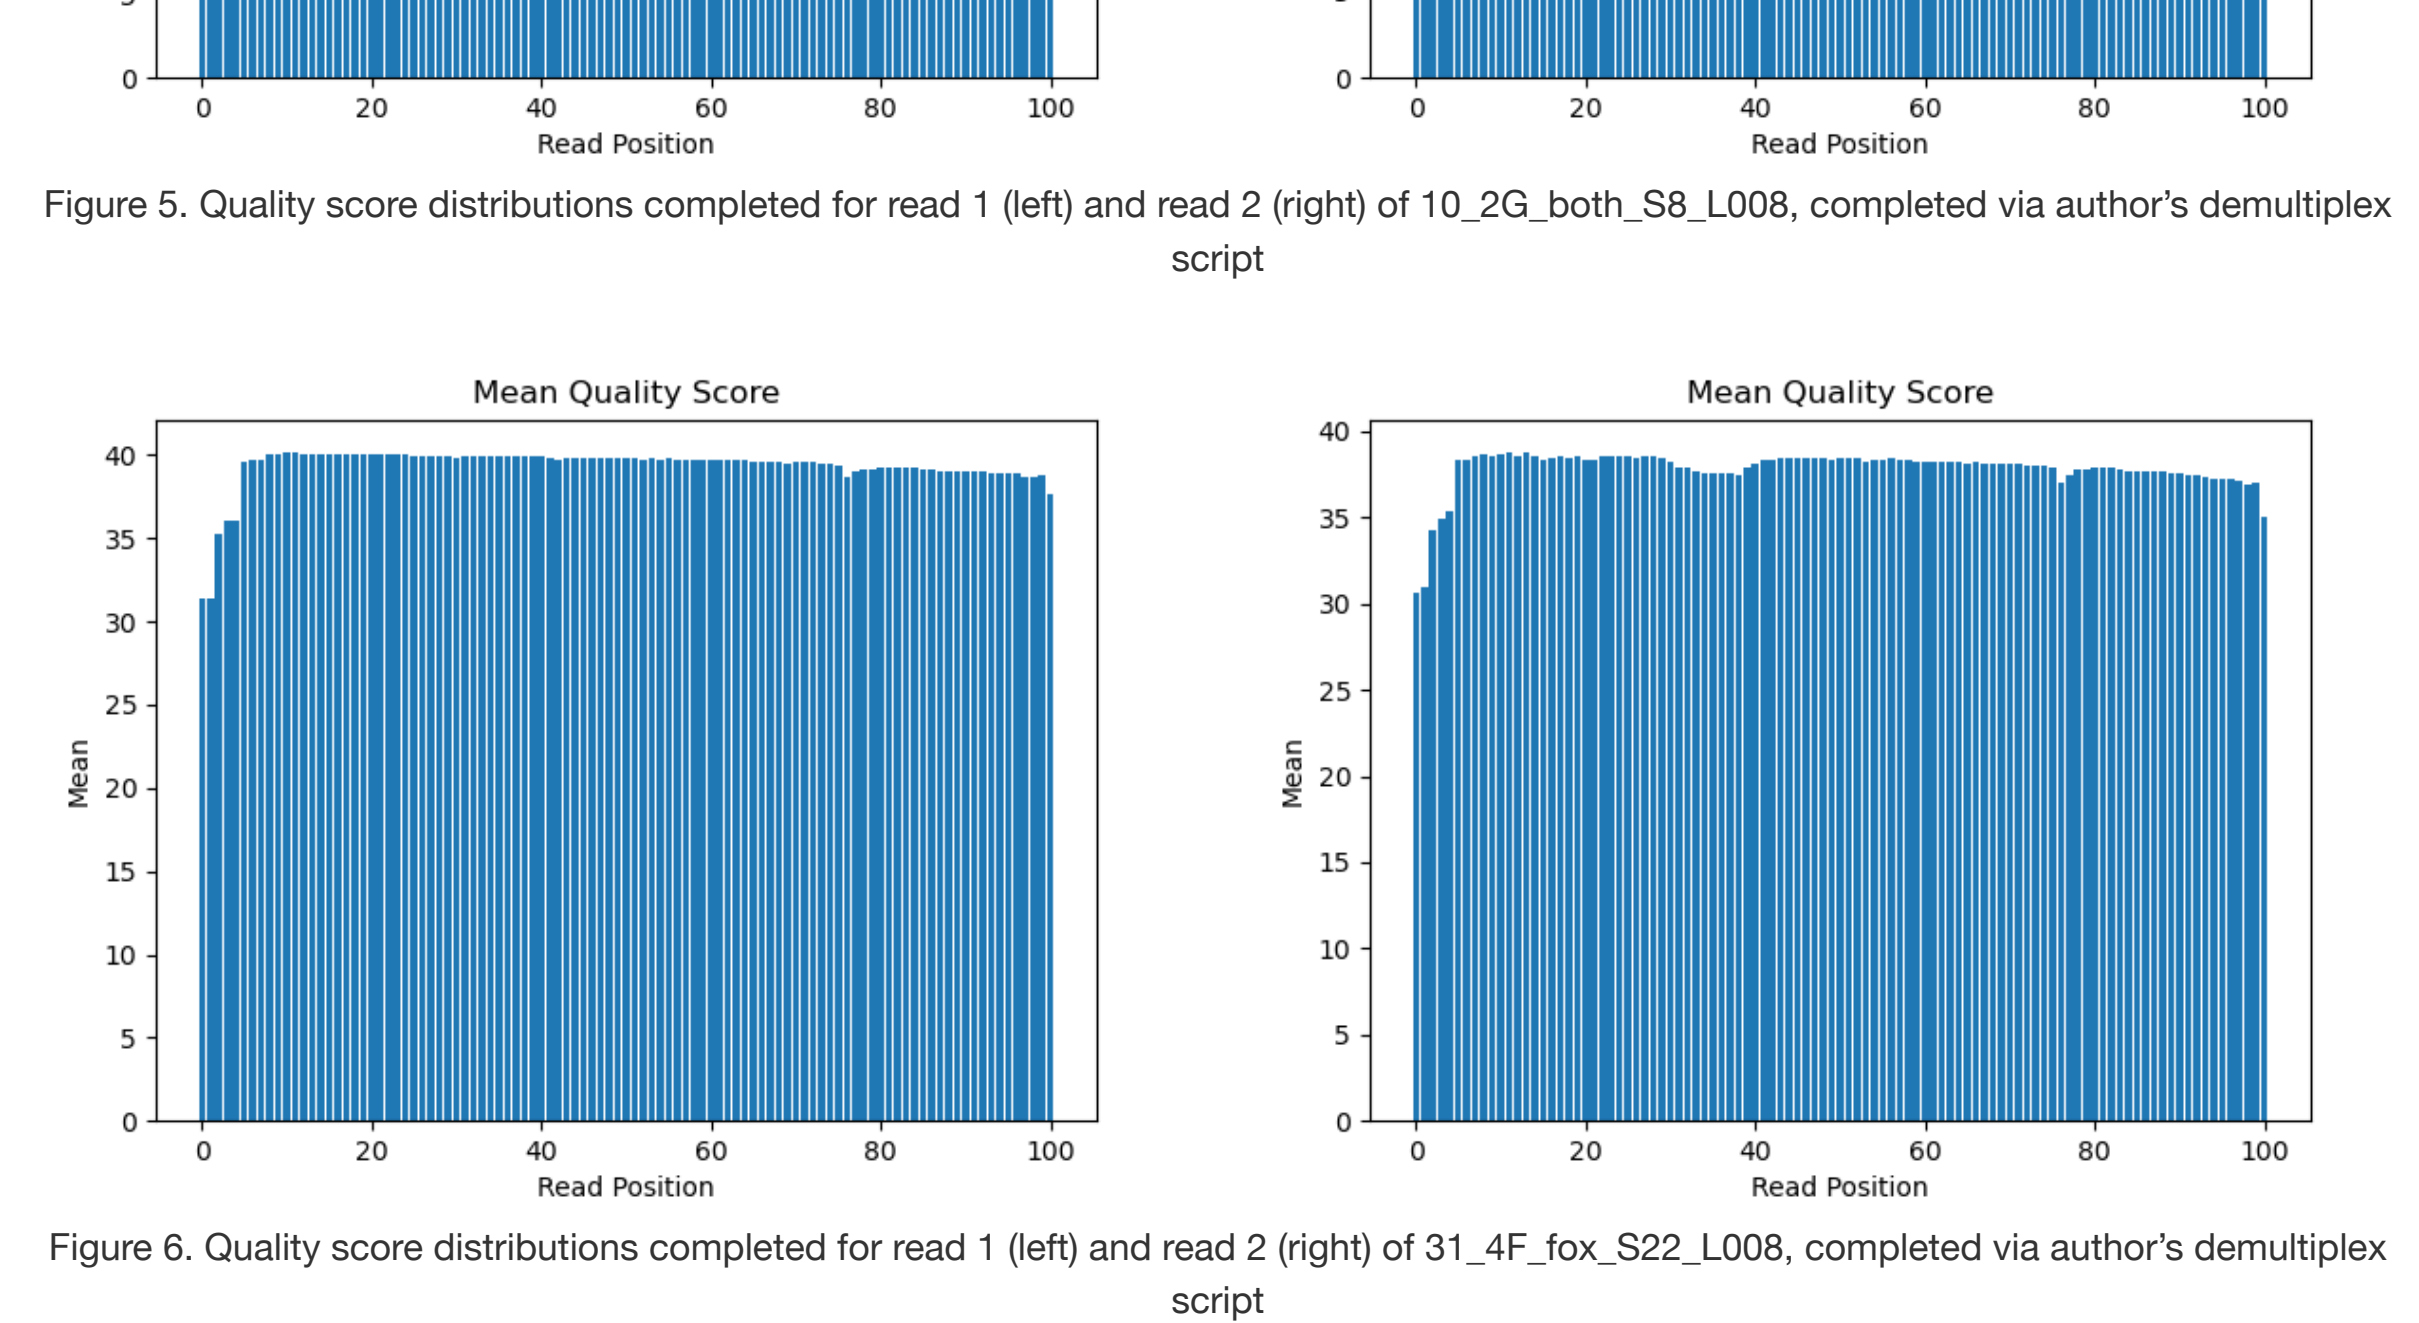 0
0 20 40 60 80 100
Read Position
0
0 20 40 60 80 100
Read Position
Figure 5. Quality score distributions completed for read 1 (left) and read 2 (right) of 10_2G_both_S8_L008, completed via author’s demultiplex
script
Mean Quality Score
40
35
30
25
20
15
10
5
0
Mean
0 20 40 60 80 100
Read Position
Mean Quality Score
40
35
30
25
20
15
10
5
0
Mean
0 20 40 60 80 100
Read Position
Figure 6. Quality score distributions completed for read 1 (left) and read 2 (right) of 31_4F_fox_S22_L008, completed via author’s demultiplex
script